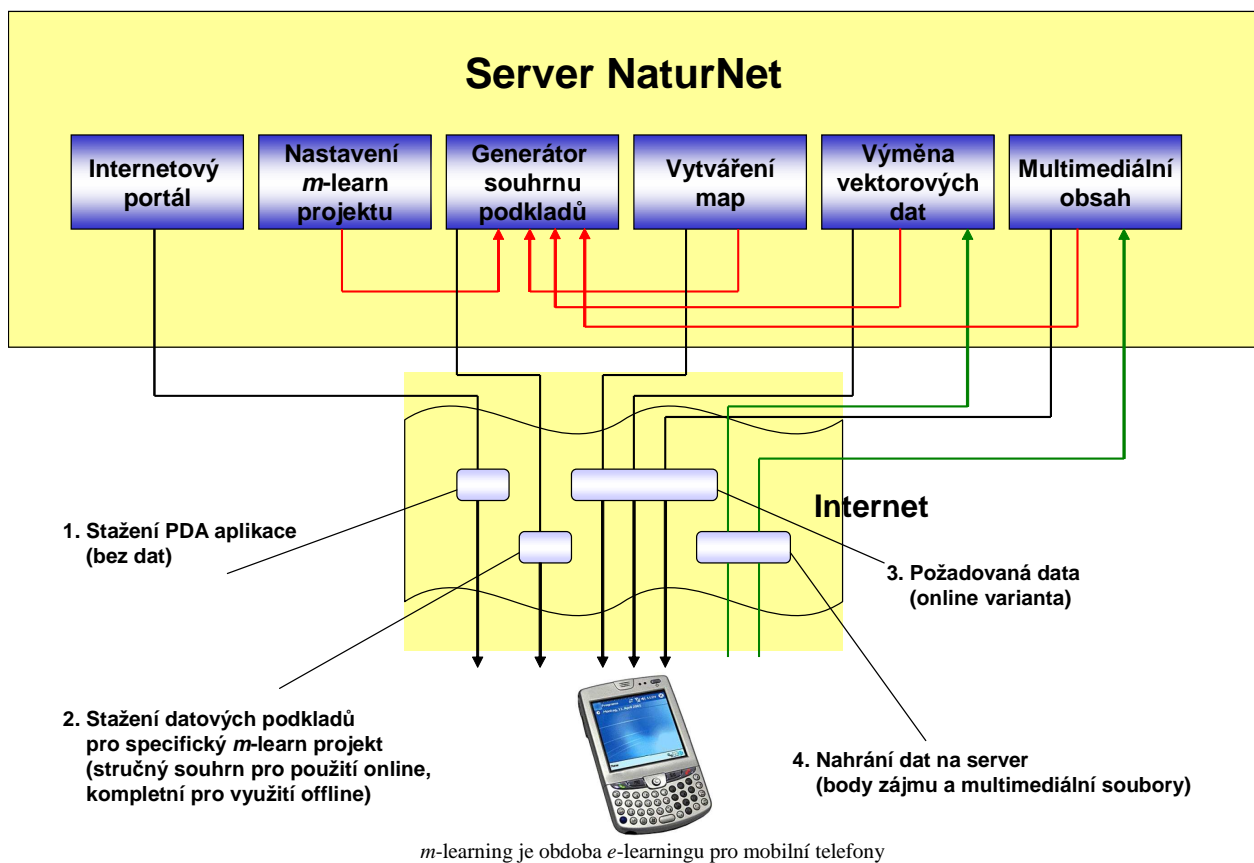 Server NaturNet
Internetový
portál
Nastavení
m-learn
projektu
Generátor
souhrnu
podkladů
Vytváření
map
Výměna
vektorových
dat
Multimediální
obsah
Internet
1. Stažení PDA aplikace
(bez dat)
3. Požadovaná data
(online varianta)
2. Stažení datových podkladů
pro specifický m-learn projekt
(stručný souhrn pro použití online,
kompletní pro využití offline)
4. Nahrání dat na server
(body zájmu a multimediální soubory)
m-learning je obdoba e-learningu pro mobilní telefony